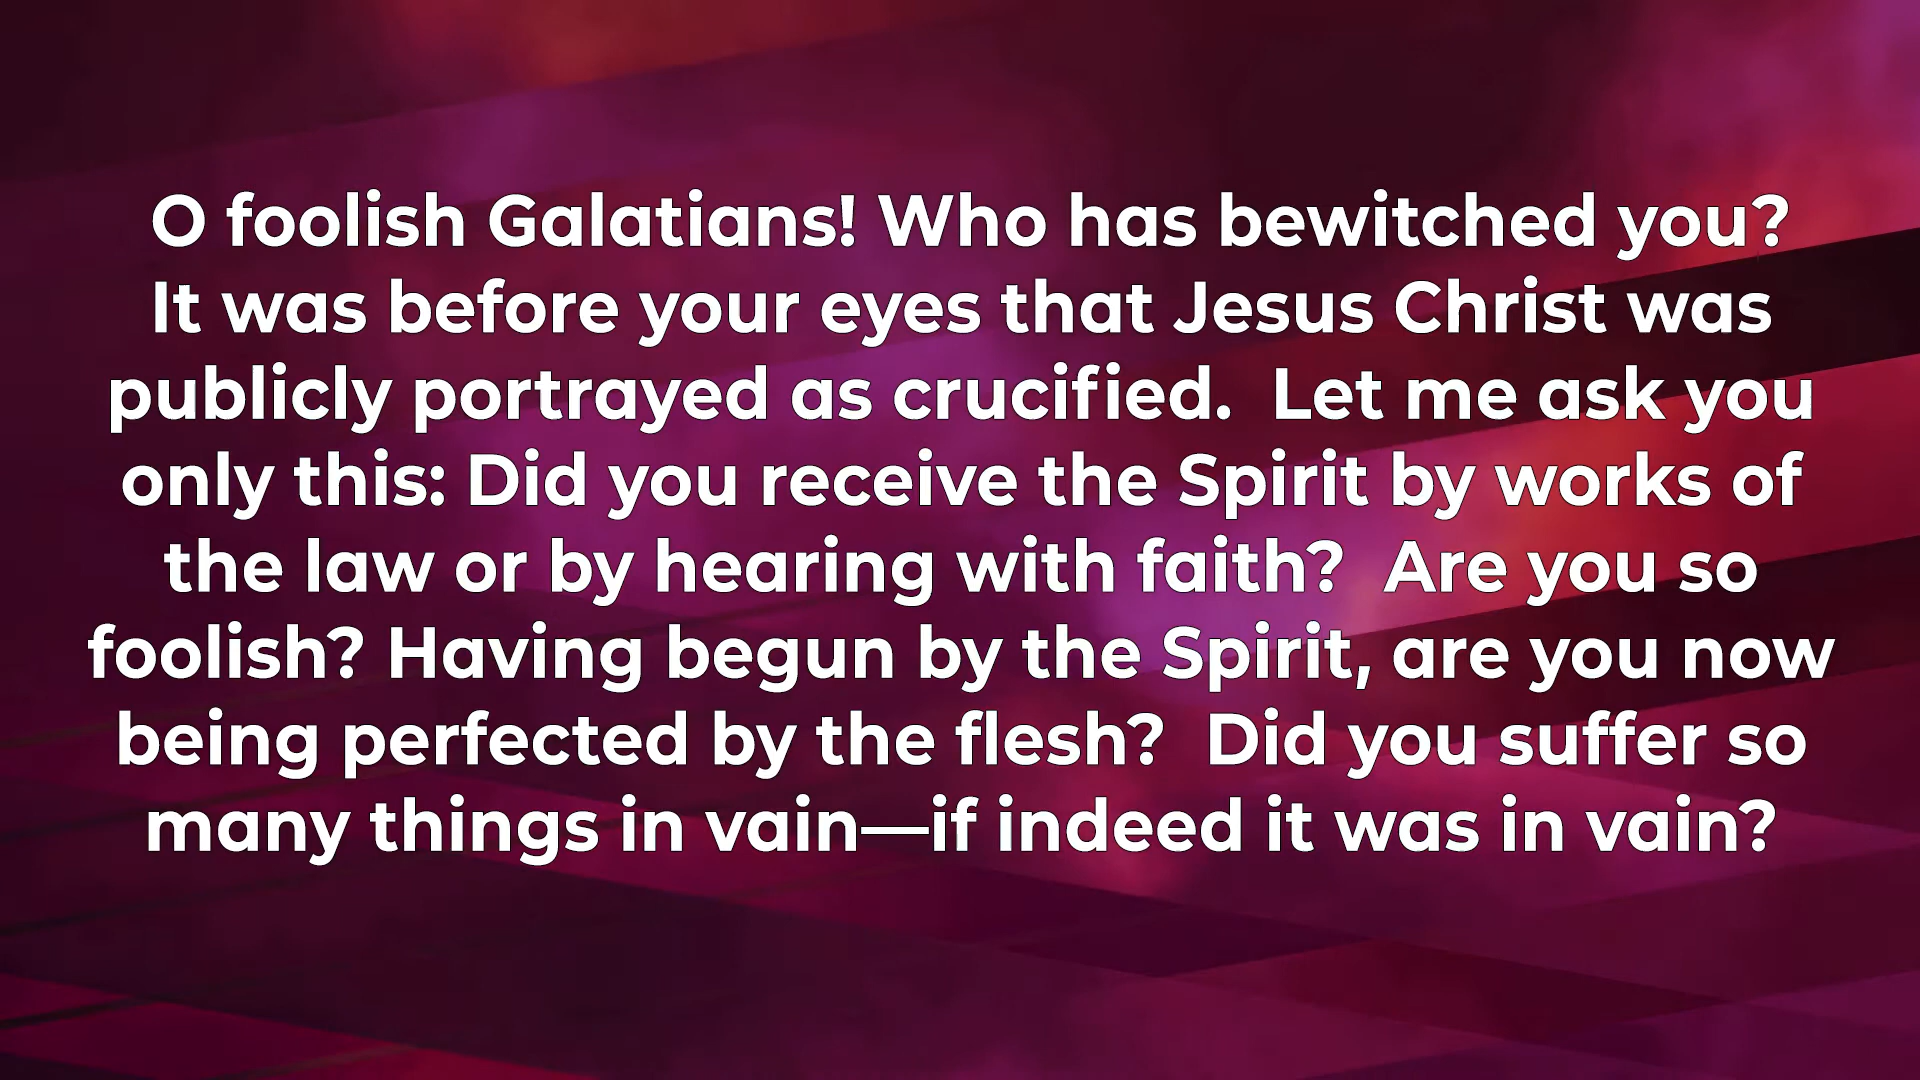 O foolish Galatians! Who has bewitched you?
It was before your eyes that Jesus Christ was
publicly portrayed as crucified.  Let me ask you
only this: Did you receive the Spirit by works of
the law or by hearing with faith?  Are you so
foolish? Having begun by the Spirit, are you now
being perfected by the flesh?  Did you suffer so
many things in vain—if indeed it was in vain?